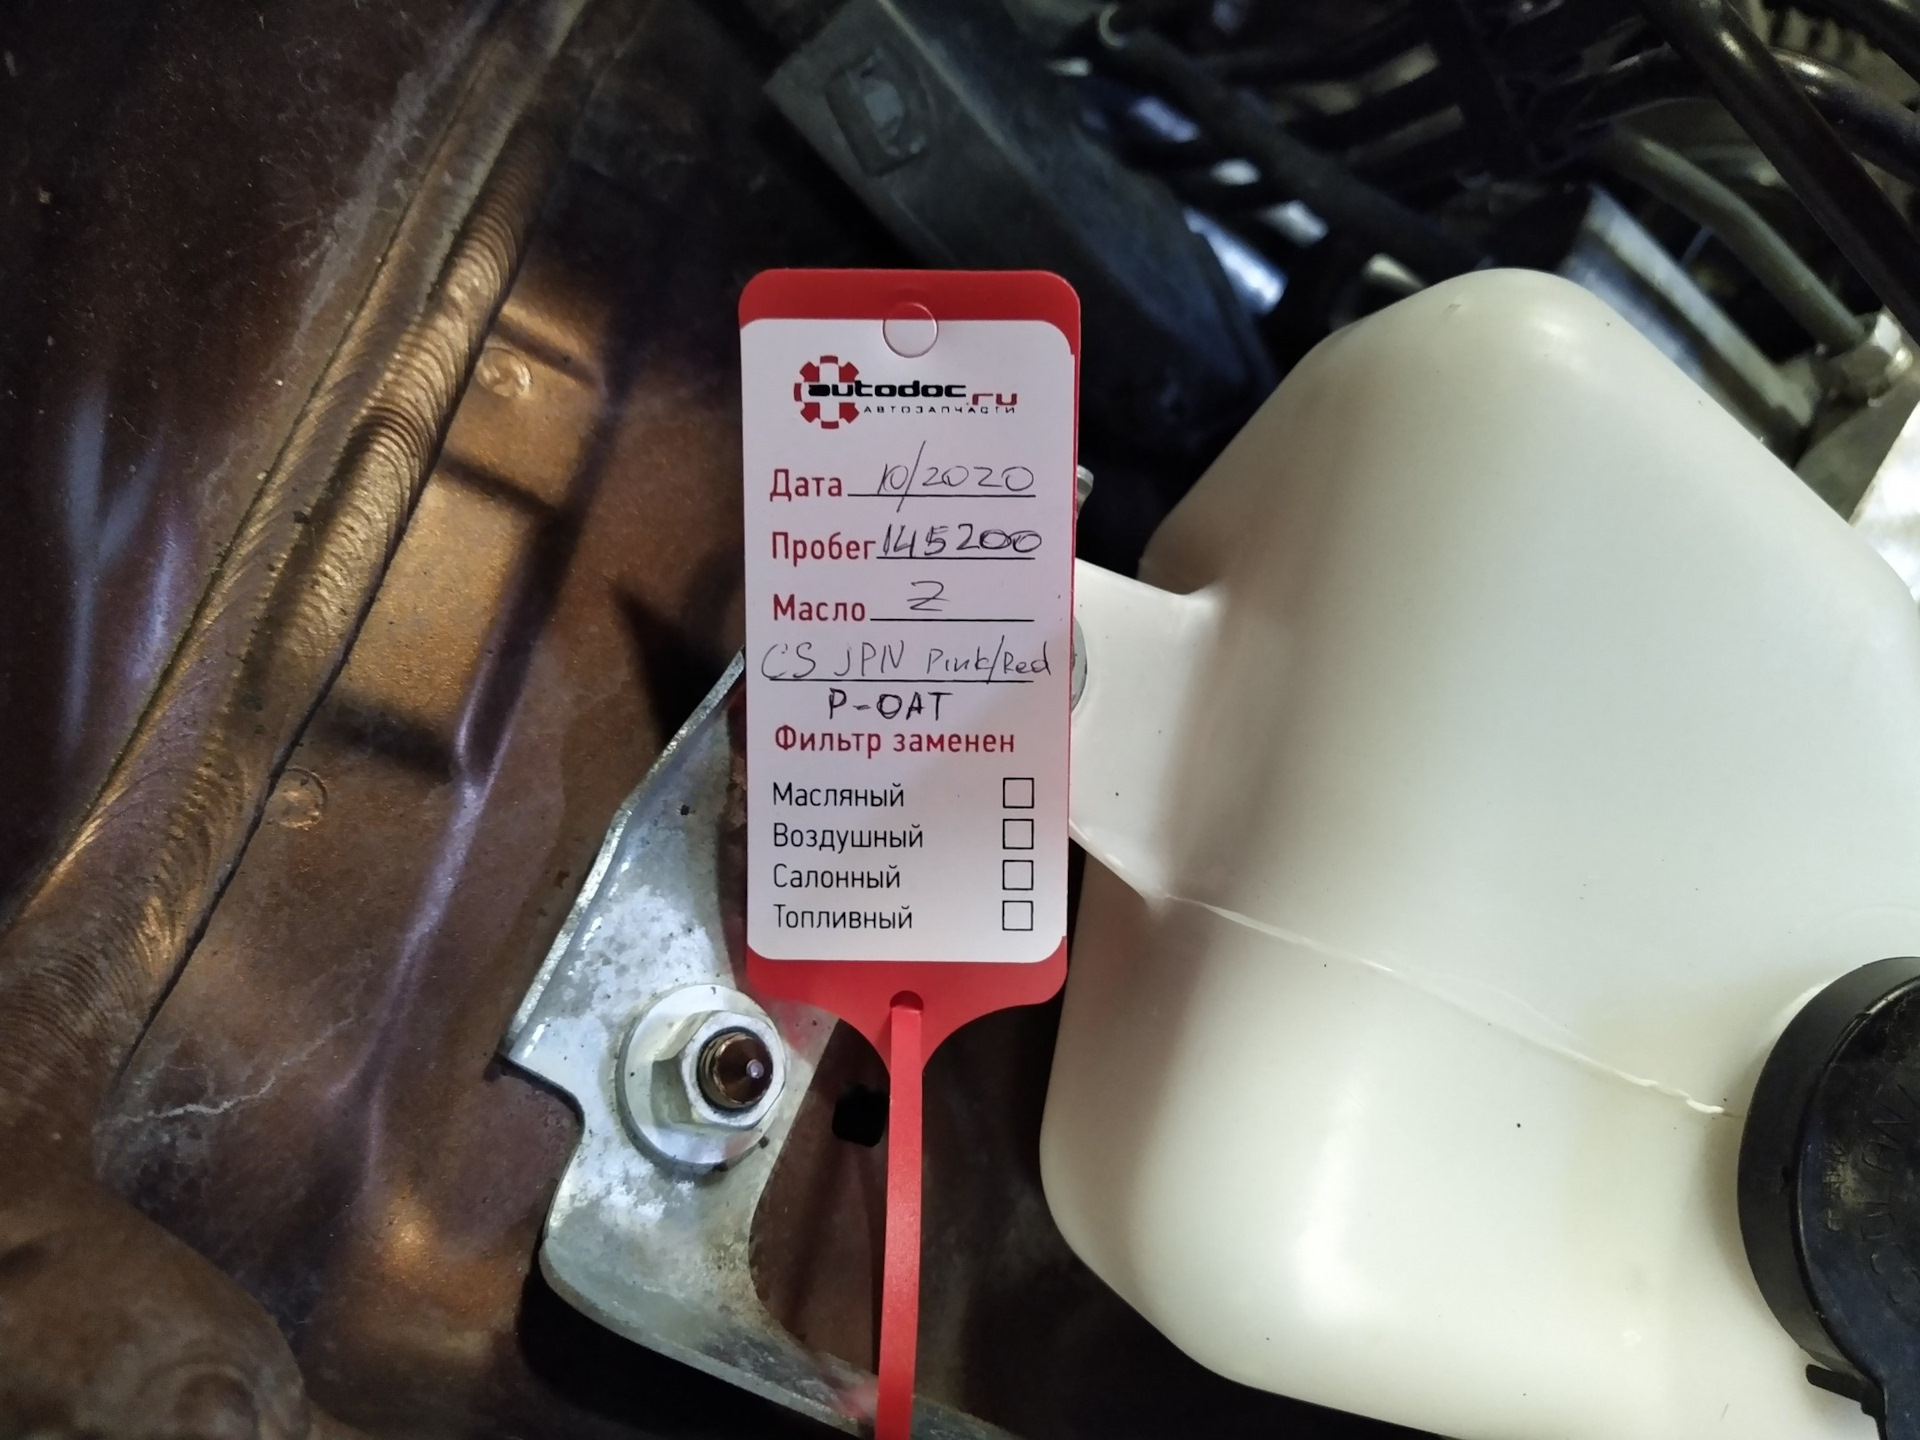 autodoc.ru
АВТОЗАПЧАСТИ
Дата 10/2020
Пробег 145200
Масло Z
CS JPN Pink/Red
P-OAT
Фильтр заменен
Масляный
Воздушный
Салонный
Топливный